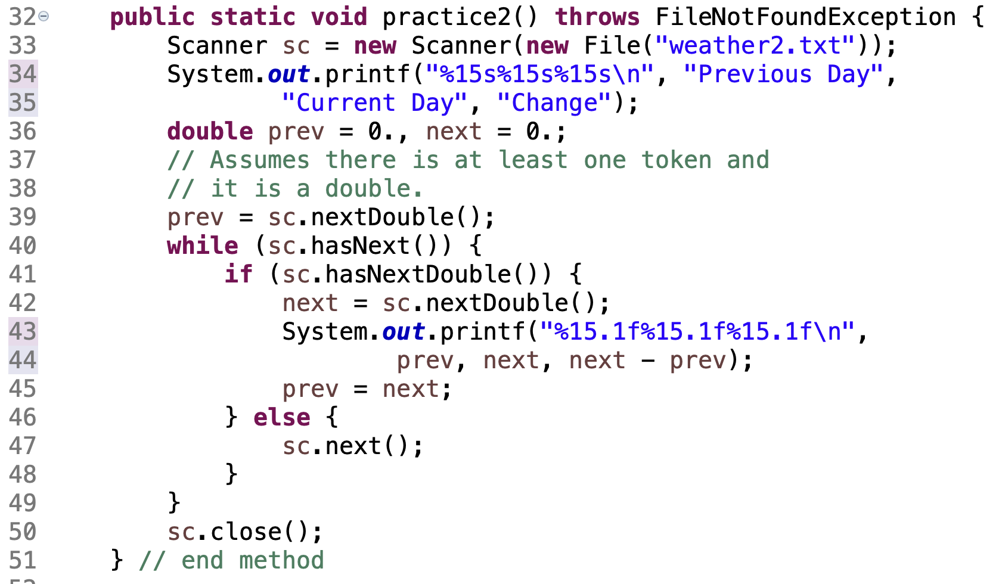 32 public static void practice2() throws FileNotFoundException {
33 Scanner sc = new Scanner(new File("weather2.txt"));
34 System.out.printf("%15s%15s%15s\n", "Previous Day",
35 "Current Day", "Change");
36 double prev = 0., next = 0.;
37 // Assumes there is at least one token and
38 // it is a double.
39 prev = sc.nextDouble();
40 while (sc.hasNext()) {
41 if (sc.hasNextDouble()) {
42 next = sc.nextDouble();
43 System.out.printf("%15.1f%15.1f%15.1f\n",
44 prev, next, next - prev);
45 prev = next;
46 } else {
47 sc.next();
48 }
49 }
50 sc.close();
51 } // end method